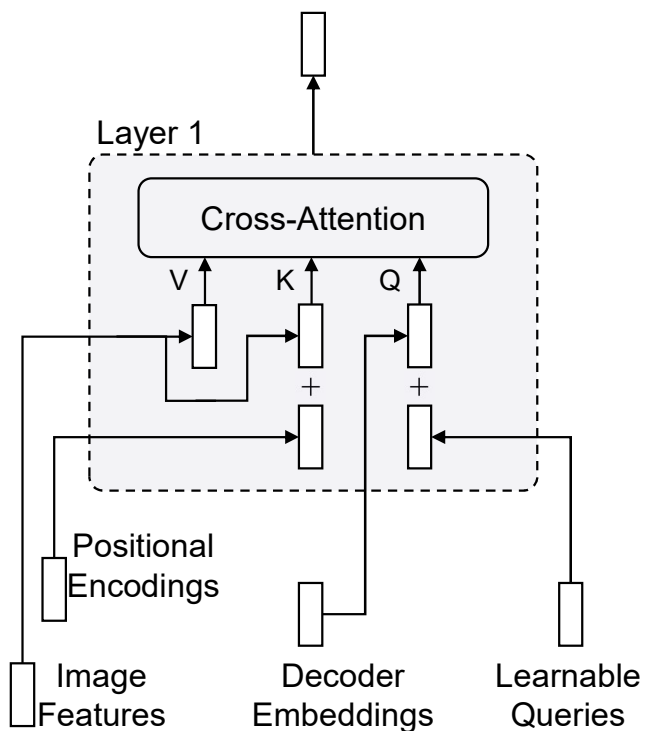 Layer 1
Cross-Attention
V K Q
+ +
Positional
Encodings
Image
Features
Decoder
Embeddings
Learnable
Queries